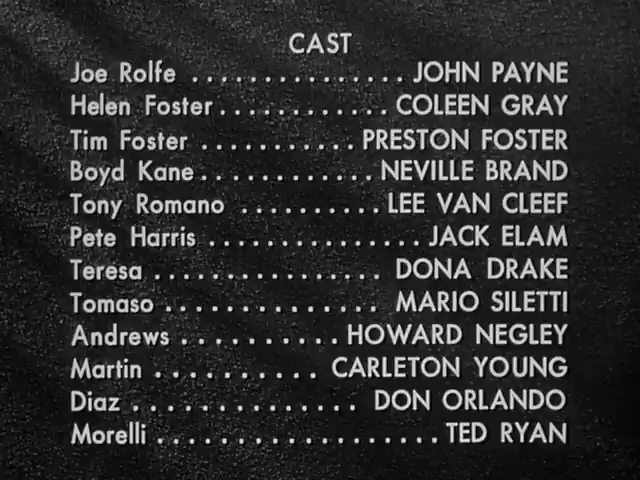 CAST
Joe Rolfe ............... JOHN PAYNE
Helen Foster............ COLEEN GRAY
Tim Foster ........... PRESTON FOSTER
Boyd Kane............ NEVILLE BRAND
Tony Romano .......... LEE VAN CLEEF
Pete Harris ............... JACK ELAM
Teresa ................ DONA DRAKE
Tomaso ............... MARIO SILETTI
Andrews .......... HOWARD NEGLEY
Martin .......... CARLETON YOUNG
Diaz ................ DON ORLANDO
Morelli .................... TED RYAN